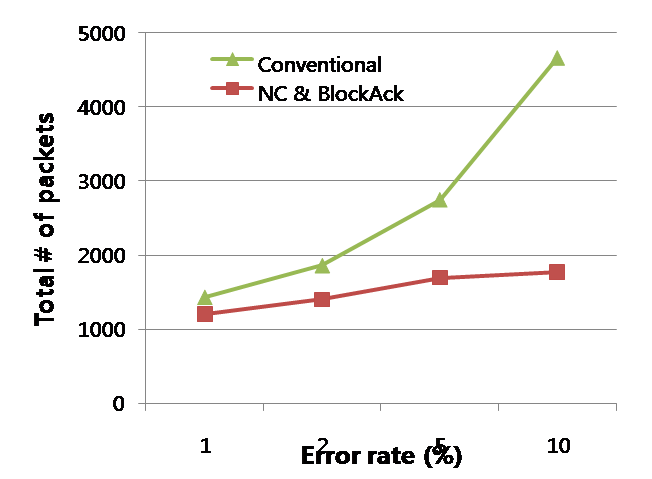 5000
4000
3000
2000
1000
0
Total # of packets
Conventional
NC & BlockAck
1 2 5 10
Error rate (%)